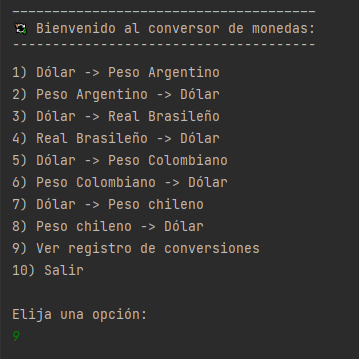 --------------------------------------
💱 Bienvenido al conversor de monedas:
--------------------------------------
1) Dólar -> Peso Argentino
2) Peso Argentino -> Dólar
3) Dólar -> Real Brasileño
4) Real Brasileño -> Dólar
5) Dólar -> Peso Colombiano
6) Peso Colombiano -> Dólar
7) Dólar -> Peso chileno
8) Peso chileno -> Dólar
9) Ver registro de conversiones
10) Salir
Elija una opción:
9